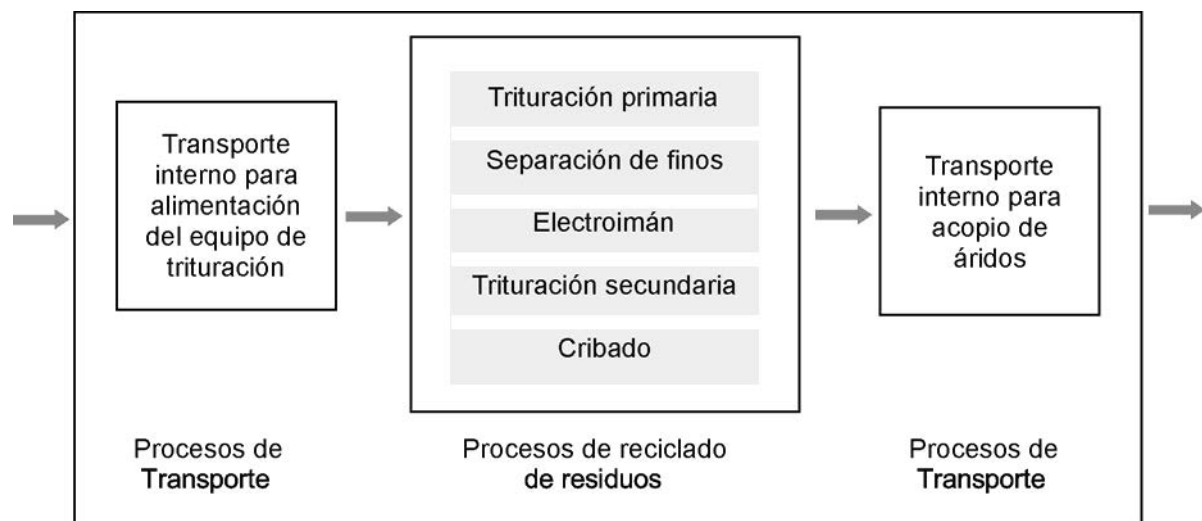 Transporte
interno para
alimentación
del equipo de
trituración
Trituración primaria
Separación de finos
Electroimán
Trituración secundaria
Cribado
Transporte
interno para
acopio de
áridos
Procesos de
Transporte
Procesos de reciclado
de residuos
Procesos de
Transporte